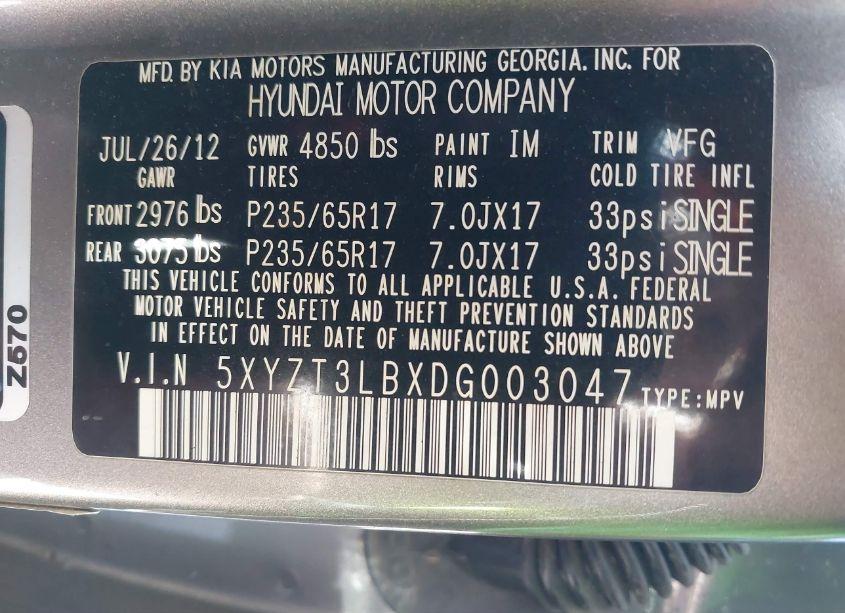 MFD. BY KIA MOTORS MANUFACTURING GEORGIA. INC. FOR
HYUNDAI MOTOR COMPANY
JUL/26/12 GVWR 4850 lbs PAINT IM TRIM VFG
GAWR TIRES RIMS COLD TIRE INFL
FRONT 2976 lbs P235/65R17 7.0JX17 33psi SINGLE
REAR 3075 lbs P235/65R17 7.0JX17 33psi SINGLE
THIS VEHICLE CONFORMS TO ALL APPLICABLE U.S.A. FEDERAL
MOTOR VEHICLE SAFETY AND THEFT PREVENTION STANDARDS
IN EFFECT ON THE DATE OF MANUFACTURE SHOWN ABOVE
V.I.N 5XYZT3LBXDG003047 TYPE:MPV
Z570